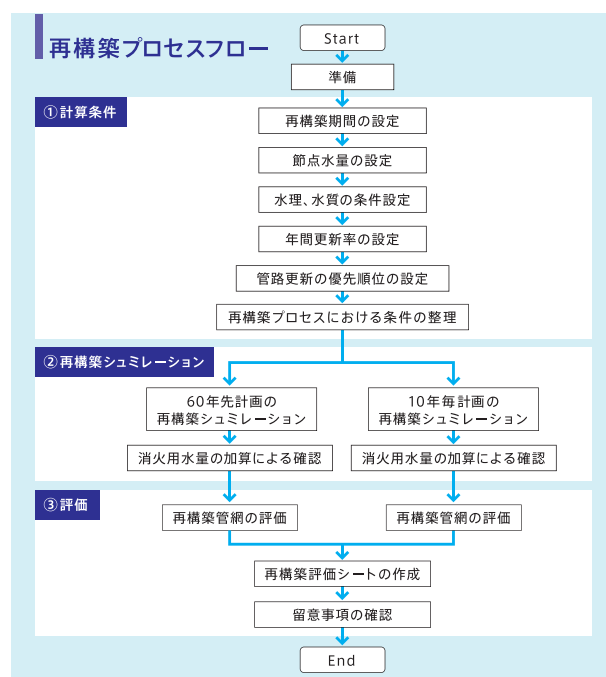 再構築プロセスフロー
Start
準備
①計算条件
再構築期間の設定
節点水量の設定
水理、水質の条件設定
年間更新率の設定
管路更新の優先順位の設定
再構築プロセスにおける条件の整理
②再構築シュミレーション
60年先計画の
再構築シュミレーション
10年毎計画の
再構築シュミレーション
消火用水量の加算による確認
消火用水量の加算による確認
③評価
再構築管網の評価
再構築管網の評価
再構築評価シートの作成
留意事項の確認
End